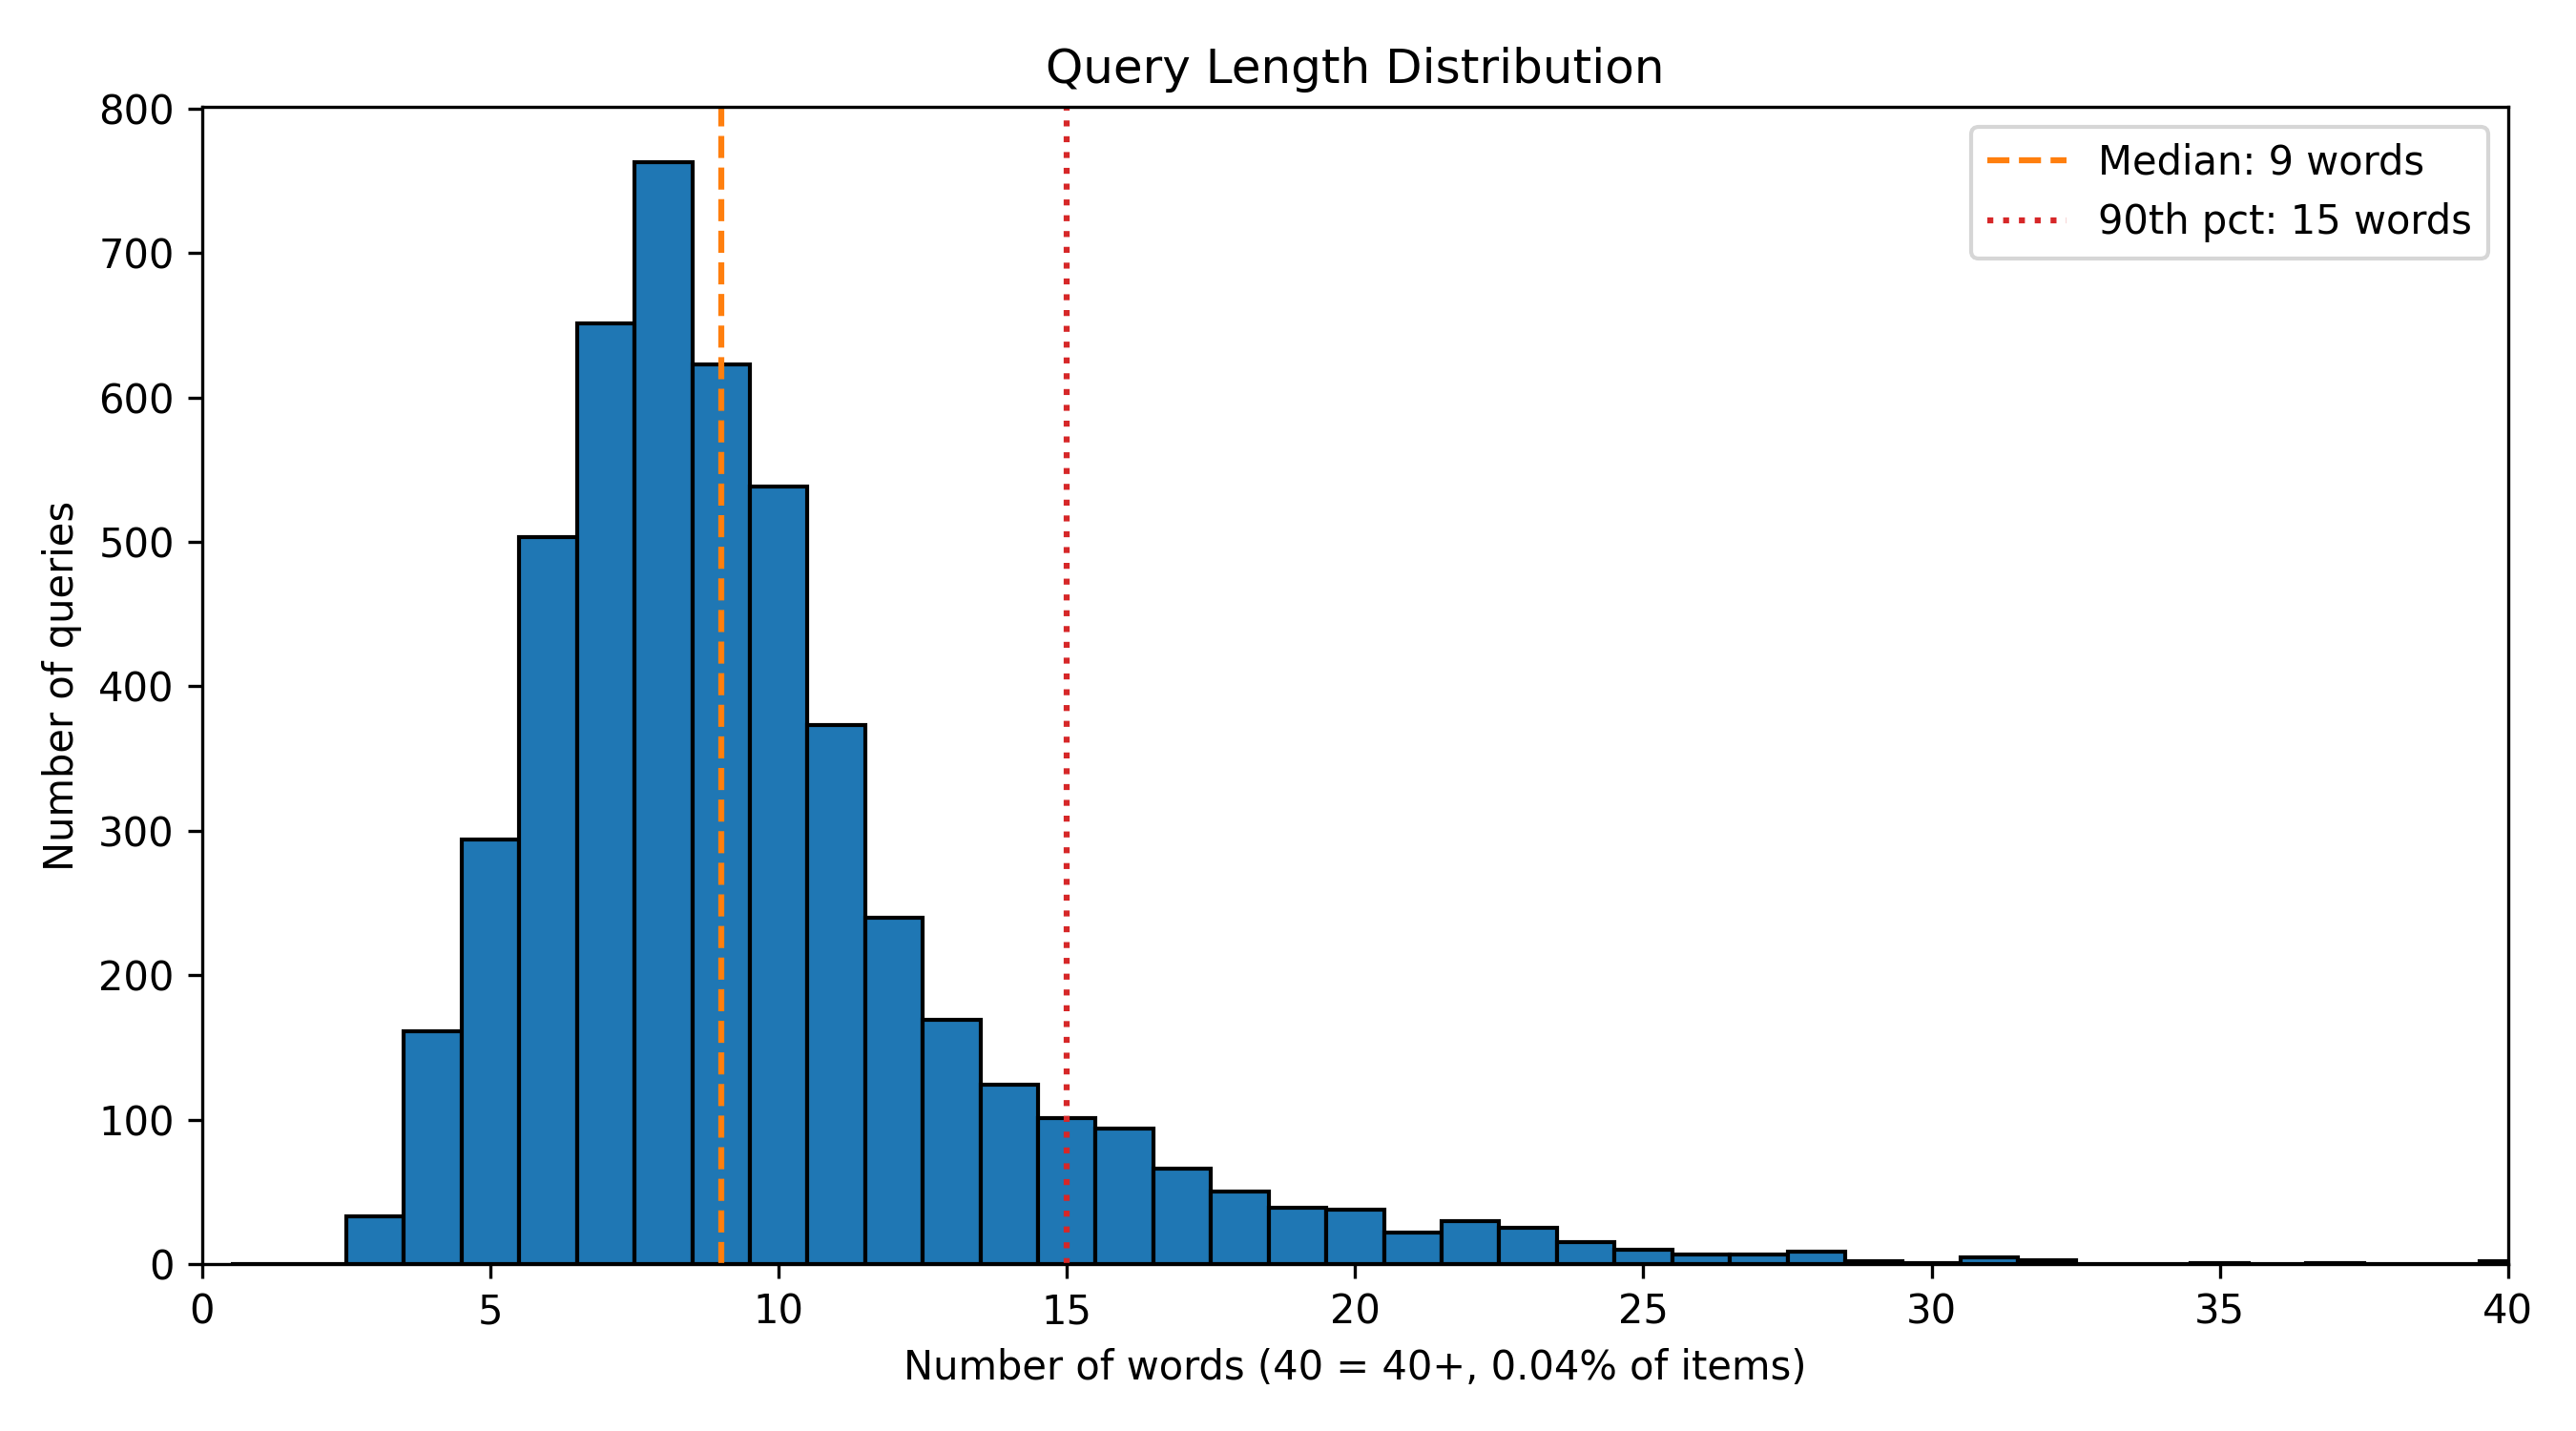 Query Length Distribution
800
700
600
500
400
300
200
100
0
Number of queries
Median: 9 words
90th pct: 15 words
0 5 10 15 20 25 30 35 40
Number of words (40 = 40+, 0.04% of items)